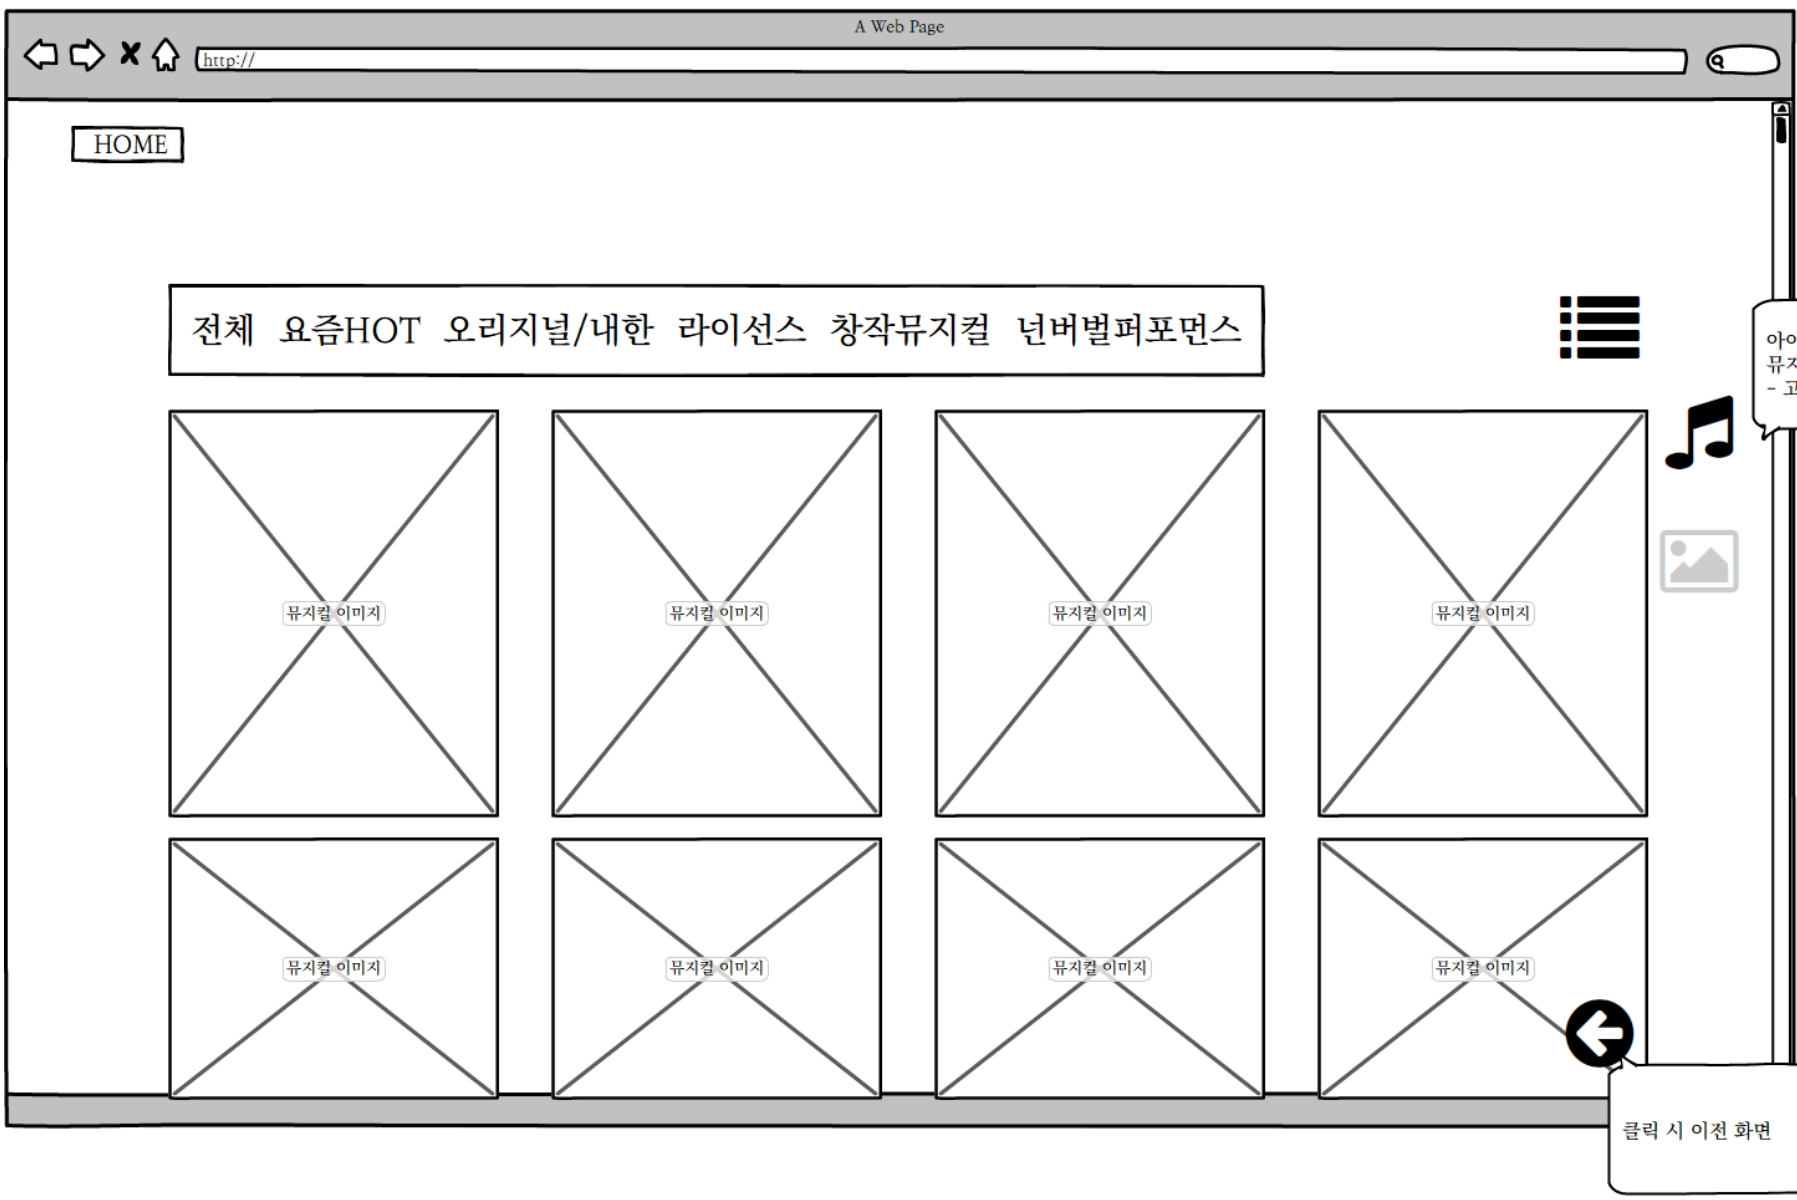 A Web Page
http://
HOME
전체 요즘HOT 오리지널/내한 라이선스 창작뮤지컬 넌버벌퍼포먼스
뮤지컬 이미지
뮤지컬 이미지
뮤지컬 이미지
뮤지컬 이미지
뮤지컬 이미지
뮤지컬 이미지
뮤지컬 이미지
뮤지컬 이미지
클릭 시 이전 화면